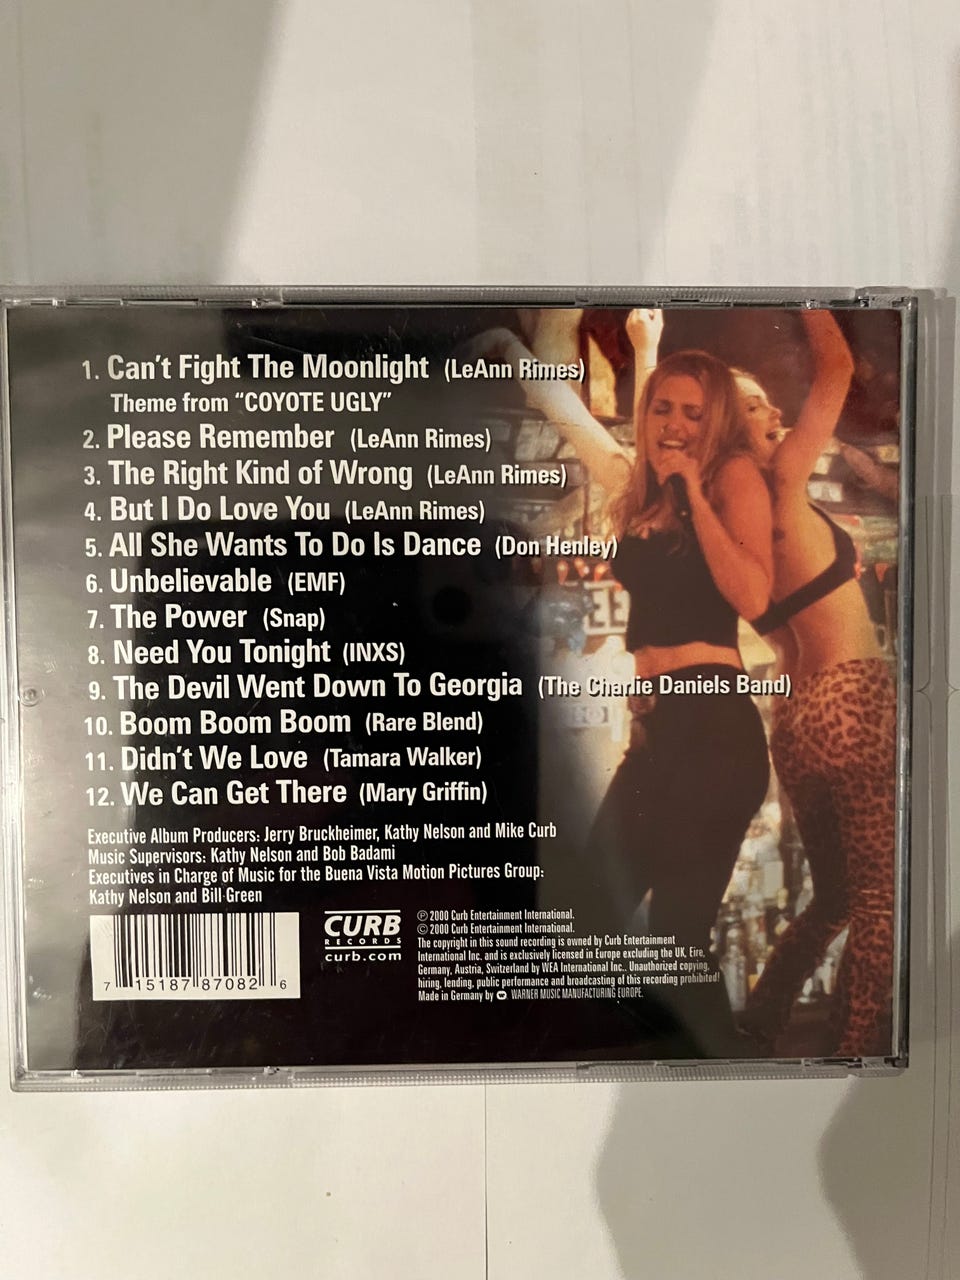 1. Can't Fight The Moonlight (LeAnn Rimes)
Theme from "COYOTE UGLY"
2. Please Remember (LeAnn Rimes)
3. The Right Kind of Wrong (LeAnn Rimes)
4. But I Do Love You (LeAnn Rimes)
5. All She Wants To Do Is Dance (Don Henley)
6. Unbelievable (EMF)
7. The Power (Snap)
8. Need You Tonight (INXS)
9. The Devil Went Down To Georgia (The Charlie Daniels Band)
10. Boom Boom Boom (Rare Blend)
11. Didn't We Love (Tamara Walker)
12. We Can Get There (Mary Griffin)
Executive Album Producers: Jerry Bruckheimer, Kathy Nelson and Mike Curb
Music Supervisors: Kathy Nelson and Bob Badami
Executives in Charge of Music for the Buena Vista Motion Pictures Group:
Kathy Nelson and Bill Green
7 15187 87082 6
CURB
RECORDS
curb.com
℗ 2000 Curb Entertainment International.
© 2000 Curb Entertainment International.
The copyright in this sound recording is owned by Curb Entertainment
International Inc. and is exclusively licensed in Europe excluding the UK, Eire,
Germany, Austria, Switzerland by WEA International Inc.. Unauthorized copying,
hiring, lending, public performance and broadcasting of this recording prohibited!
Made in Germany by WARNER MUSIC MANUFACTURING EUROPE.